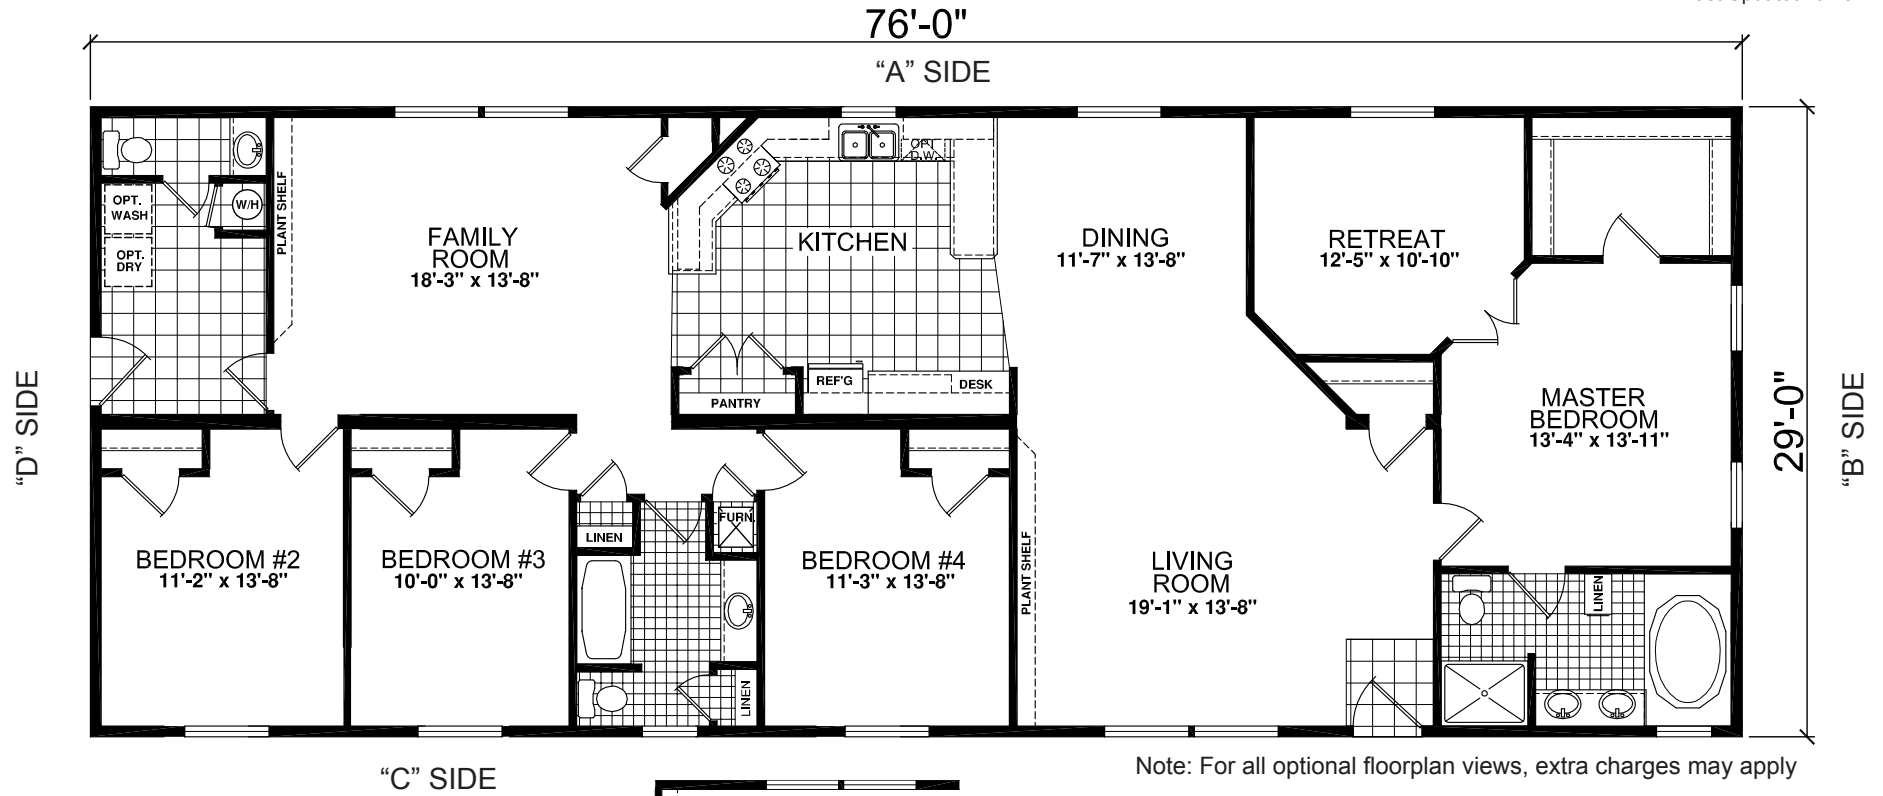 76'-0"
"A" SIDE
OPT.
WASH
OPT.
DRY
W/H
PLANT SHELF
FAMILY
ROOM
18'-3" x 13'-8"
OPT
D.W.
KITCHEN
PANTRY
REF'G
DESK
DINING
11'-7" x 13'-8"
RETREAT
12'-5" x 10'-10"
MASTER
BEDROOM
13'-4" x 13'-11"
29'-0"
"B" SIDE
"D" SIDE
BEDROOM #2
11'-2" x 13'-8"
BEDROOM #3
10'-0" x 13'-8"
LINEN
FURN.
LINEN
BEDROOM #4
11'-3" x 13'-8"
PLANT SHELF
LIVING
ROOM
19'-1" x 13'-8"
LINEN
"C" SIDE
Note: For all optional floorplan views, extra charges may apply